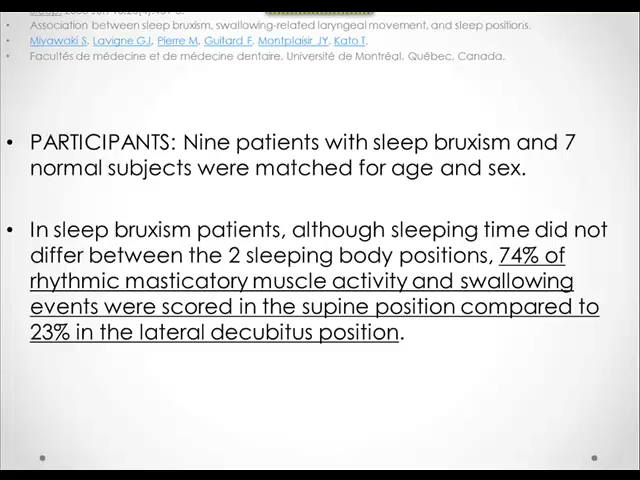 • Association between sleep bruxism, swallowing-related laryngeal movement, and sleep positions.
• Miyawaki S, Lavigne GJ, Pierre M, Guitard F, Montplaisir JY, Kato T.
• Facultés de médecine et de médecine dentaire, Université de Montréal, Québec, Canada.
• PARTICIPANTS: Nine patients with sleep bruxism and 7
normal subjects were matched for age and sex.
• In sleep bruxism patients, although sleeping time did not
differ between the 2 sleeping body positions, 74% of
rhythmic masticatory muscle activity and swallowing
events were scored in the supine position compared to
23% in the lateral decubitus position.